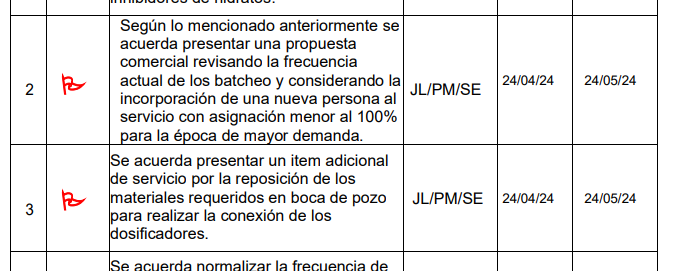 inhibidores de hidratos.
Según lo mencionado anteriormente se
acuerda presentar una propuesta
comercial revisando la frecuencia
actual de los batcheo y considerando la
incorporación de una nueva persona al
servicio con asignación menor al 100%
para la época de mayor demanda.
2
JL/PM/SE
24/04/24
24/05/24
Se acuerda presentar un item adicional
de servicio por la reposición de los
materiales requeridos en boca de pozo
para realizar la conexión de los
dosificadores.
3
JL/PM/SE
24/04/24
24/05/24
Se acuerda normalizar la frecuencia de